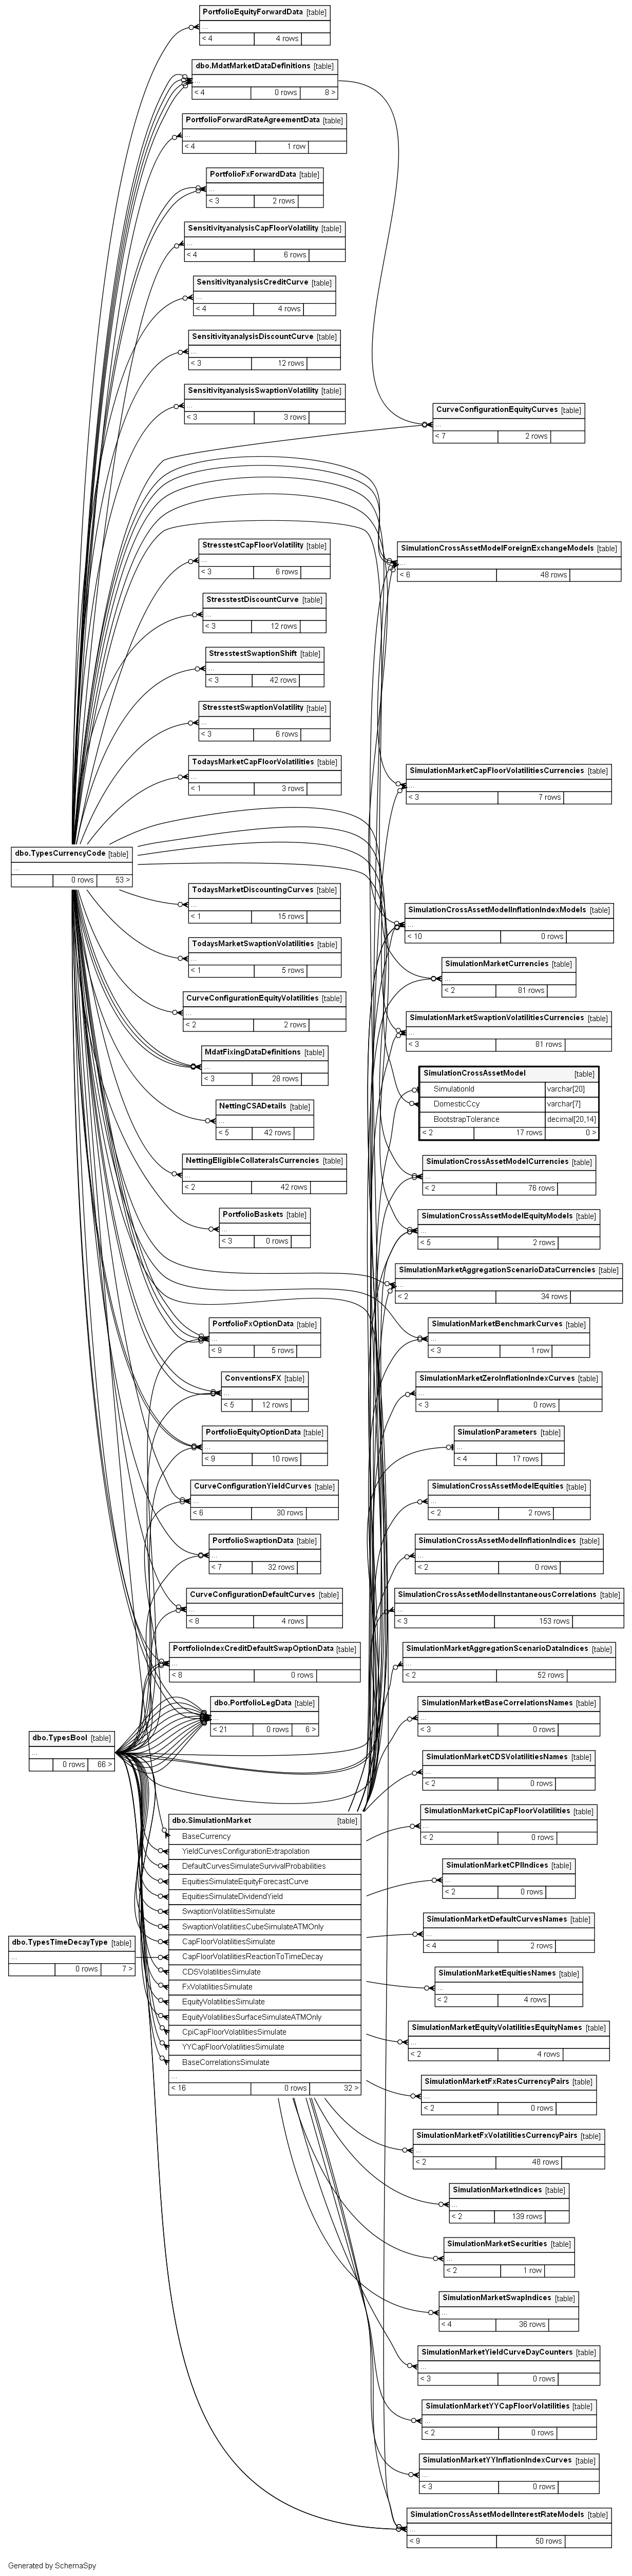 PortfolioEquityForwardData [table]
...
< 4 4 rows
dbo.MdatMarketDataDefinitions [table]
...
< 4 0 rows 8 >
PortfolioForwardRateAgreementData [table]
...
< 4 1 row
PortfolioFxForwardData [table]
...
< 3 2 rows
SensitivityanalysisCapFloorVolatility [table]
...
< 4 6 rows
SensitivityanalysisCreditCurve [table]
...
< 4 4 rows
SensitivityanalysisDiscountCurve [table]
...
< 3 12 rows
SensitivityanalysisSwaptionVolatility [table]
...
< 3 3 rows
CurveConfigurationEquityCurves [table]
...
< 7 2 rows
StresstestCapFloorVolatility [table]
...
< 3 6 rows
SimulationCrossAssetModelForeignExchangeModels [table]
...
< 6 48 rows
StresstestDiscountCurve [table]
...
< 3 12 rows
StresstestSwaptionShift [table]
...
< 3 42 rows
StresstestSwaptionVolatility [table]
...
< 3 6 rows
TodaysMarketCapFloorVolatilities [table]
...
< 1 3 rows
SimulationMarketCapFloorVolatilitiesCurrencies [table]
...
< 3 7 rows
dbo.TypesCurrencyCode [table]
...
0 rows 53 >
TodaysMarketDiscountingCurves [table]
...
< 1 15 rows
SimulationCrossAssetModelInflationIndexModels [table]
...
< 10 0 rows
TodaysMarketSwaptionVolatilities [table]
...
< 1 5 rows
SimulationMarketCurrencies [table]
...
< 2 81 rows
CurveConfigurationEquityVolatilities [table]
...
< 2 2 rows
SimulationMarketSwaptionVolatilitiesCurrencies [table]
...
< 3 81 rows
MdatFixingDataDefinitions [table]
...
< 3 28 rows
SimulationCrossAssetModel [table]
SimulationId varchar[20]
DomesticCcy varchar[7]
BootstrapTolerance decimal[20,14]
< 2 17 rows 0 >
NettingCSADetails [table]
...
< 5 42 rows
NettingEligibleCollateralsCurrencies [table]
...
< 2 42 rows
SimulationCrossAssetModelCurrencies [table]
...
< 2 76 rows
PortfolioBaskets [table]
...
< 3 0 rows
SimulationCrossAssetModelEquityModels [table]
...
< 5 2 rows
SimulationMarketAggregationScenarioDataCurrencies [table]
...
< 2 34 rows
PortfolioFxOptionData [table]
...
< 9 5 rows
SimulationMarketBenchmarkCurves [table]
...
< 3 1 row
ConventionsFX [table]
...
< 5 12 rows
SimulationMarketZeroInflationIndexCurves [table]
...
< 3 0 rows
PortfolioEquityOptionData [table]
...
< 9 10 rows
SimulationParameters [table]
...
< 4 17 rows
CurveConfigurationYieldCurves [table]
...
< 6 30 rows
SimulationCrossAssetModelEquities [table]
...
< 2 2 rows
PortfolioSwaptionData [table]
...
< 7 32 rows
SimulationCrossAssetModelInflationIndices [table]
...
< 2 0 rows
CurveConfigurationDefaultCurves [table]
...
< 8 4 rows
SimulationCrossAssetModelInstantaneousCorrelations [table]
...
< 3 153 rows
PortfolioIndexCreditDefaultSwapOptionData [table]
...
< 8 0 rows
SimulationMarketAggregationScenarioDataIndices [table]
...
< 2 52 rows
dbo.PortfolioLegData [table]
...
< 21 0 rows 6 >
SimulationMarketBaseCorrelationsNames [table]
...
< 3 0 rows
dbo.TypesBool [table]
...
0 rows 66 >
SimulationMarketCDSVolatilitiesNames [table]
...
< 2 0 rows
dbo.SimulationMarket [table]
BaseCurrency
YieldCurvesConfigurationExtrapolation
DefaultCurvesSimulateSurvivalProbabilities
EquitiesSimulateEquityForecastCurve
EquitiesSimulateDividendYield
SwaptionVolatilitiesSimulate
SwaptionVolatilitiesCubeSimulateATMOnly
CapFloorVolatilitiesSimulate
CapFloorVolatilitiesReactionToTimeDecay
CDSVolatilitiesSimulate
FxVolatilitiesSimulate
EquityVolatilitiesSimulate
EquityVolatilitiesSurfaceSimulateATMOnly
CpiCapFloorVolatilitiesSimulate
YYCapFloorVolatilitiesSimulate
BaseCorrelationsSimulate
...
< 16 0 rows 32 >
dbo.TypesTimeDecayType [table]
...
0 rows 7 >
SimulationMarketCpiCapFloorVolatilities [table]
...
< 2 0 rows
SimulationMarketCPIIndices [table]
...
< 2 0 rows
SimulationMarketDefaultCurvesNames [table]
...
< 4 2 rows
SimulationMarketEquitiesNames [table]
...
< 2 4 rows
SimulationMarketEquityVolatilitiesEquityNames [table]
...
< 2 4 rows
SimulationMarketFxRatesCurrencyPairs [table]
...
< 2 0 rows
SimulationMarketFxVolatilitiesCurrencyPairs [table]
...
< 2 48 rows
SimulationMarketIndices [table]
...
< 2 139 rows
SimulationMarketSecurities [table]
...
< 2 1 row
SimulationMarketSwapIndices [table]
...
< 4 36 rows
SimulationMarketYieldCurveDayCounters [table]
...
< 3 0 rows
SimulationMarketYYCapFloorVolatilities [table]
...
< 2 0 rows
SimulationMarketYYInflationIndexCurves [table]
...
< 3 0 rows
SimulationCrossAssetModelInterestRateModels [table]
...
< 9 50 rows
Generated by SchemaSpy